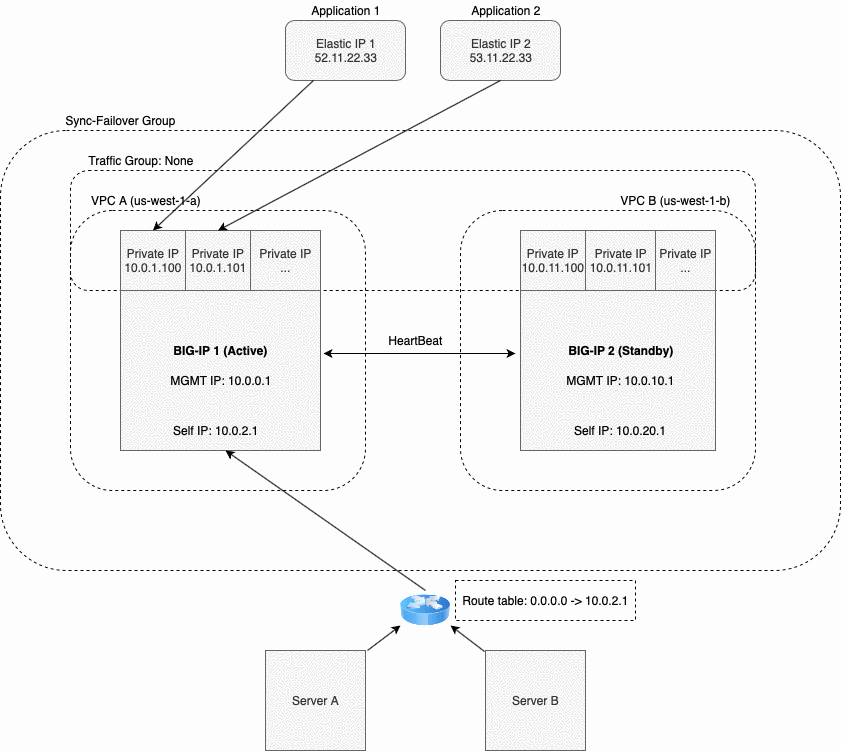 Application 1
Application 2
Elastic IP 1
52.11.22.33
Elastic IP 2
53.11.22.33
Sync-Failover Group
Traffic Group: None
VPC A (us-west-1-a)
VPC B (us-west-1-b)
Private IP
10.0.1.100
Private IP
10.0.1.101
Private IP
...
Private IP
10.0.11.100
Private IP
10.0.11.101
Private IP
...
BIG-IP 1 (Active)
MGMT IP: 10.0.0.1
Self IP: 10.0.2.1
HeartBeat
BIG-IP 2 (Standby)
MGMT IP: 10.0.10.1
Self IP: 10.0.20.1
Route table: 0.0.0.0 -> 10.0.2.1
Server A
Server B